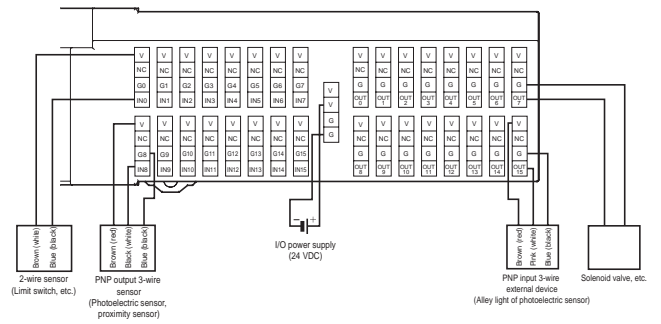 V V V V V V V V V V V V V V V V
NC NC NC NC NC NC NC NC NC NC NC NC NC NC NC NC
G0 G1 G2 G3 G4 G5 G6 G7 G G G G G G G G
IN0 IN1 IN2 IN3 IN4 IN5 IN6 IN7 OUT 0 OUT 1 OUT 2 OUT 3 OUT 4 OUT 5 OUT 6 OUT 7
V
V
G
G
V V V V V V V V V V V V V V V V
NC NC NC NC NC NC NC NC NC NC NC NC NC NC NC NC
G8 G9 G10 G11 G12 G13 G14 G15 G G G G G G G G
IN8 IN9 IN10 IN11 IN12 IN13 IN14 IN15 OUT 8 OUT 9 OUT 10 OUT 11 OUT 12 OUT 13 OUT 14 OUT 15
− +
I/O power supply
(24 VDC)
Brown (white)
Blue (black)
2-wire sensor
(Limit switch, etc.)
Brown (red)
Black (white)
Blue (black)
PNP output 3-wire
sensor
(Photoelectric sensor,
proximity sensor)
Brown (red)
Pink (white)
Blue (black)
PNP input 3-wire
external device
(Alley light of photoelectric sensor)
Solenoid valve, etc.